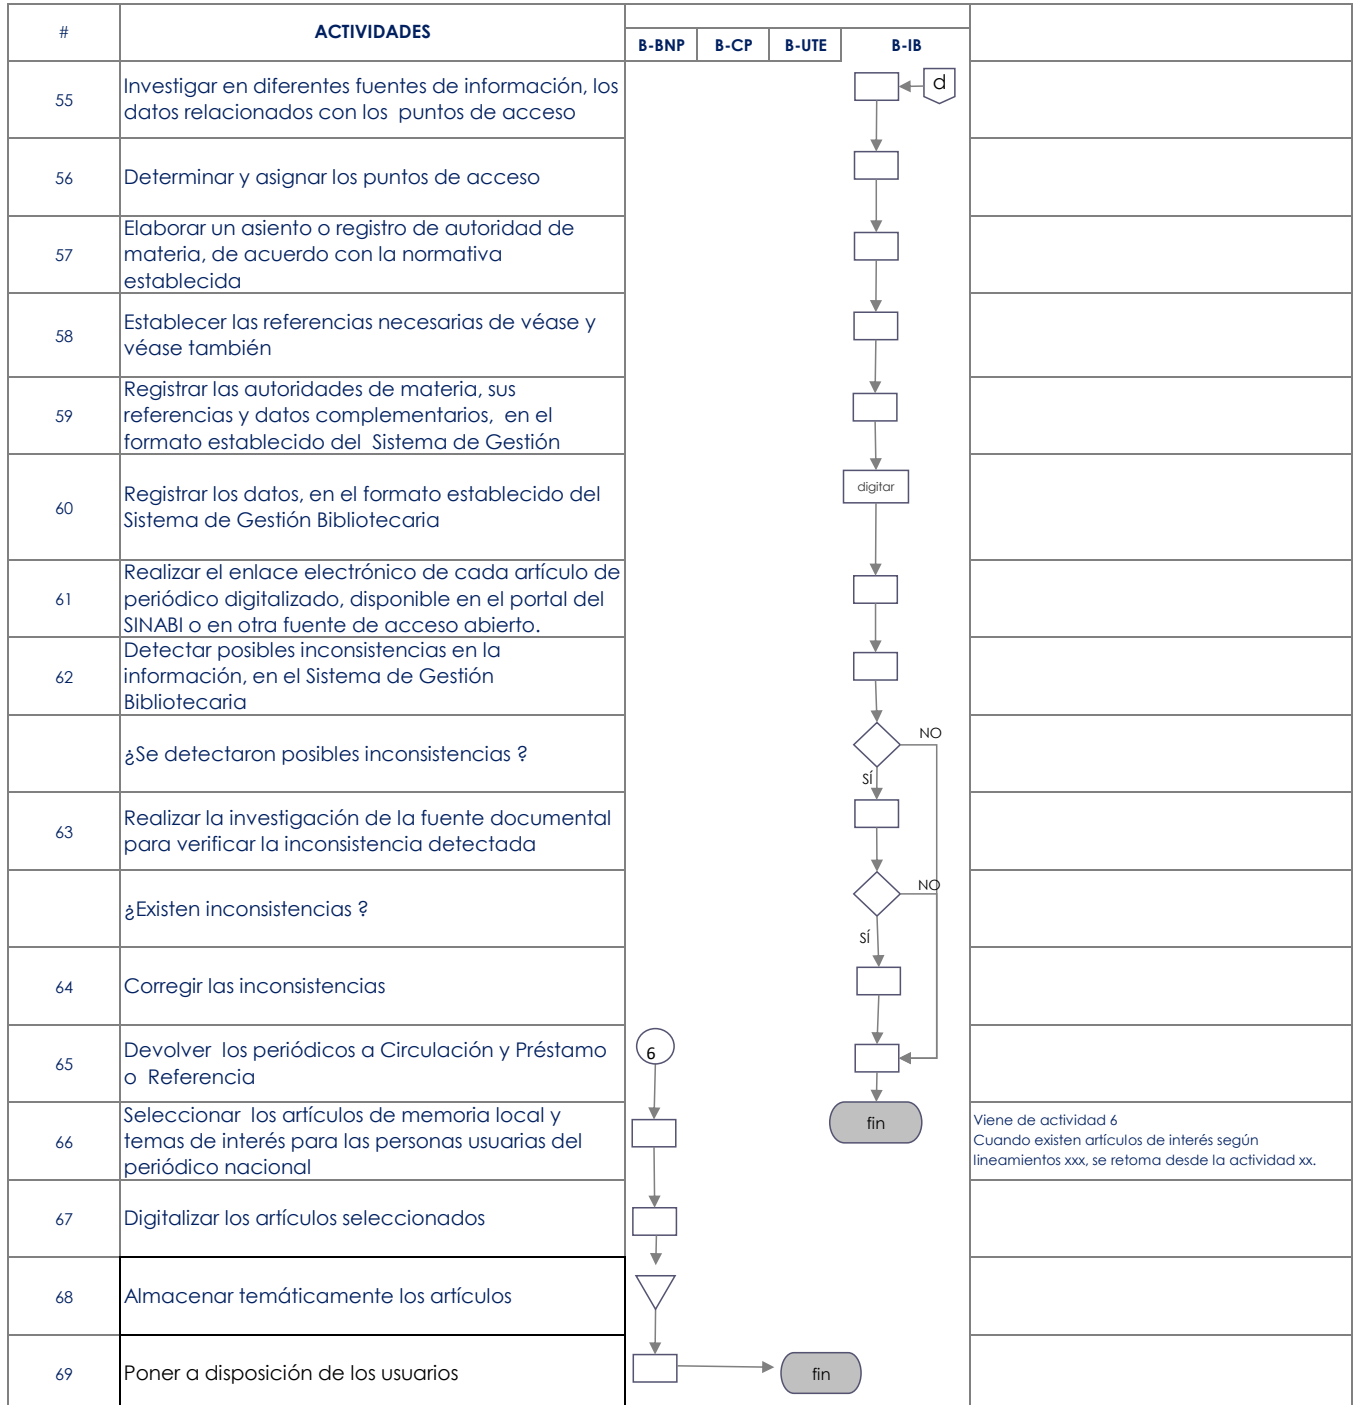 #
ACTIVIDADES
B-BNP
B-CP
B-UTE
B-IB
55
Investigar en diferentes fuentes de información, los
datos relacionados con los puntos de acceso
d
56
Determinar y asignar los puntos de acceso
57
Elaborar un asiento o registro de autoridad de
materia, de acuerdo con la normativa
establecida
58
Establecer las referencias necesarias de véase y
véase también
59
Registrar las autoridades de materia, sus
referencias y datos complementarios, en el
formato establecido del Sistema de Gestión
60
Registrar los datos, en el formato establecido del
Sistema de Gestión Bibliotecaria
digitar
61
Realizar el enlace electrónico de cada artículo de
periódico digitalizado, disponible en el portal del
SINABI o en otra fuente de acceso abierto.
62
Detectar posibles inconsistencias en la
información, en el Sistema de Gestión
Bibliotecaria
¿Se detectaron posibles inconsistencias ?
NO
SÍ
63
Realizar la investigación de la fuente documental
para verificar la inconsistencia detectada
¿Existen inconsistencias ?
NO
SÍ
64
Corregir las inconsistencias
65
Devolver los periódicos a Circulación y Préstamo
o Referencia
6
66
Seleccionar los artículos de memoria local y
temas de interés para las personas usuarias del
periódico nacional
fin
Viene de actividad 6
Cuando existen artículos de interés según
lineamientos xxx, se retoma desde la actividad xx.
67
Digitalizar los artículos seleccionados
68
Almacenar temáticamente los artículos
69
Poner a disposición de los usuarios
fin